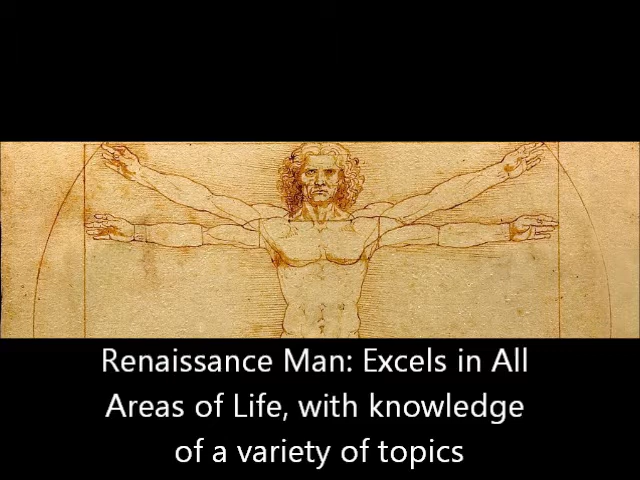 Renaissance Man: Excels in All
Areas of Life, with knowledge
of a variety of topics